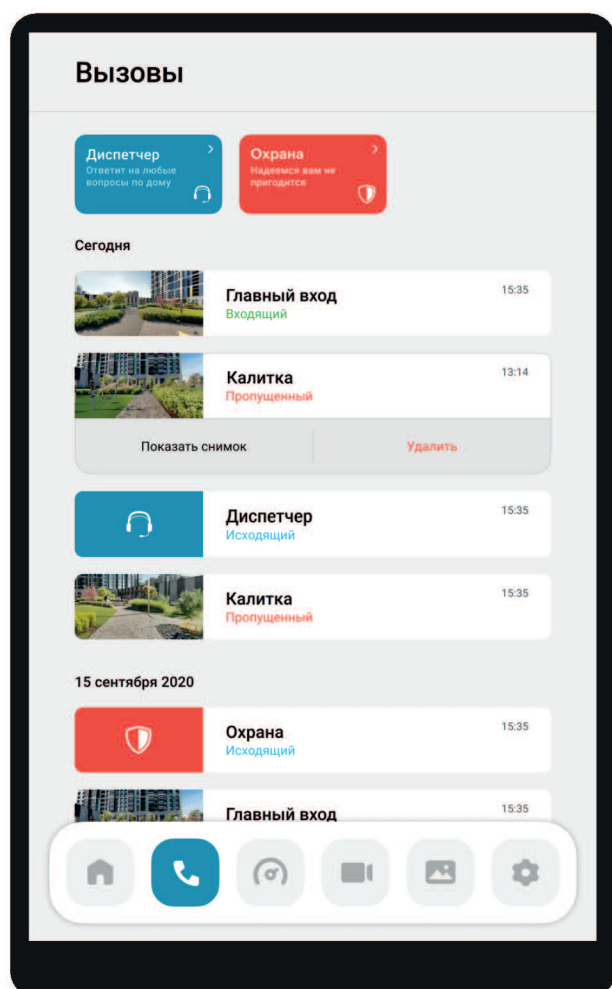 Вызовы
Диспетчер
Ответит на любые
вопросы по дому
Охрана
Надеемся вам не
пригодится
Сегодня
Главный вход
15:35
Входящий
Калитка
13:14
Пропущенный
Показать снимок
Удалить
Диспетчер
15:35
Исходящий
Калитка
15:35
Пропущенный
15 сентября 2020
Охрана
15:35
Исходящий
Главный вход
15:35